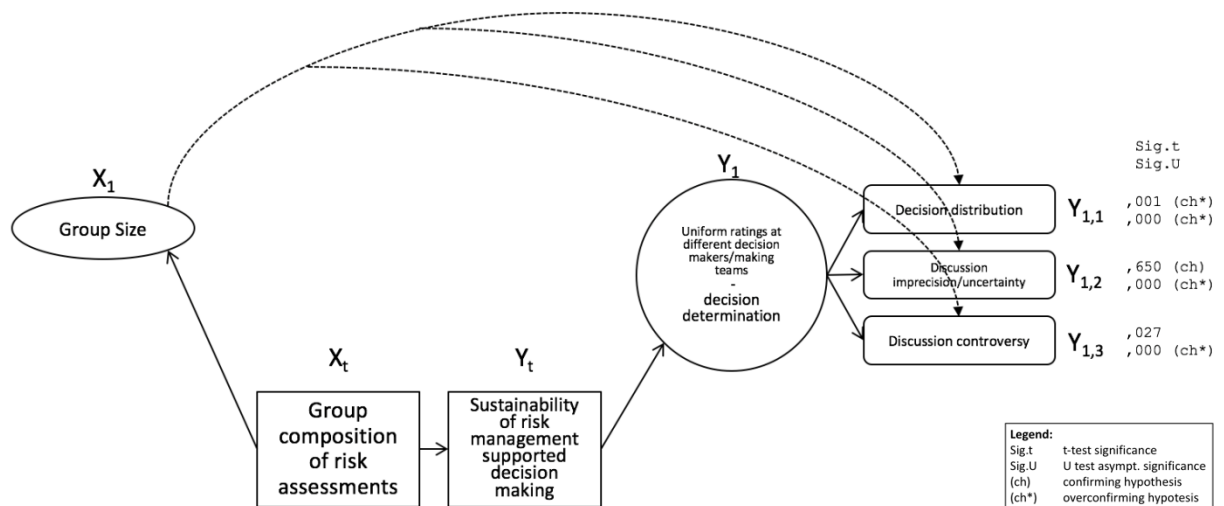 Sig.t
Sig.U
X1
Group Size
Y1
Uniform ratings at
different decision
makers/making
teams
-
decision
determination
Decision distribution
Y1,1
,001 (ch*)
,000 (ch*)
Discussion
imprecision/uncertainty
Y1,2
,650 (ch)
,000 (ch*)
Discussion controversy
Y1,3
,027
,000 (ch*)
Xt
Group
composition
of risk
assessments
Yt
Sustainability
of risk
management
supported
decision
making
Legend:
Sig.t t-test significance
Sig.U U test asympt. significance
(ch) confirming hypothesis
(ch*) overconfirming hypotesis